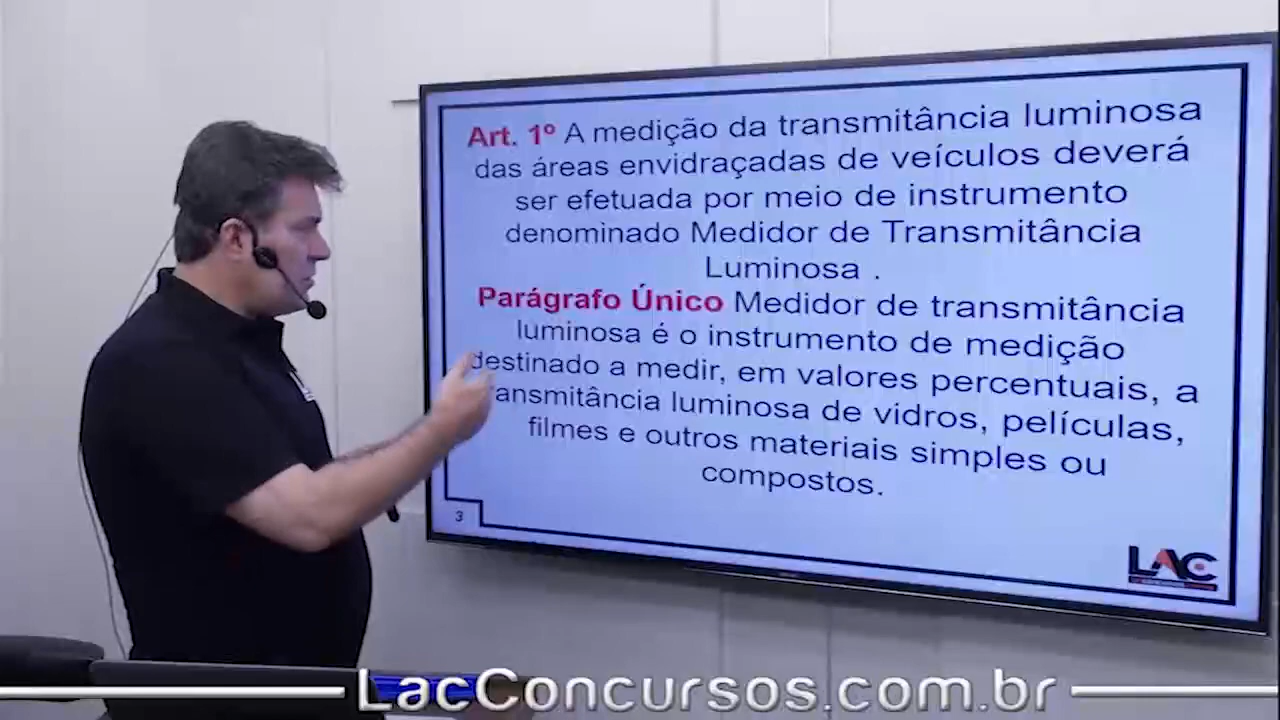 Art. 1º A medição da transmitância luminosa
das áreas envidraçadas de veículos deverá
ser efetuada por meio de instrumento
denominado Medidor de Transmitância
Luminosa .
Parágrafo Único Medidor de transmitância
luminosa é o instrumento de medição
destinado a medir, em valores percentuais, a
ransmitância luminosa de vidros, películas,
filmes e outros materiais simples ou
compostos.
3
LAC
LacConcursos.com.br